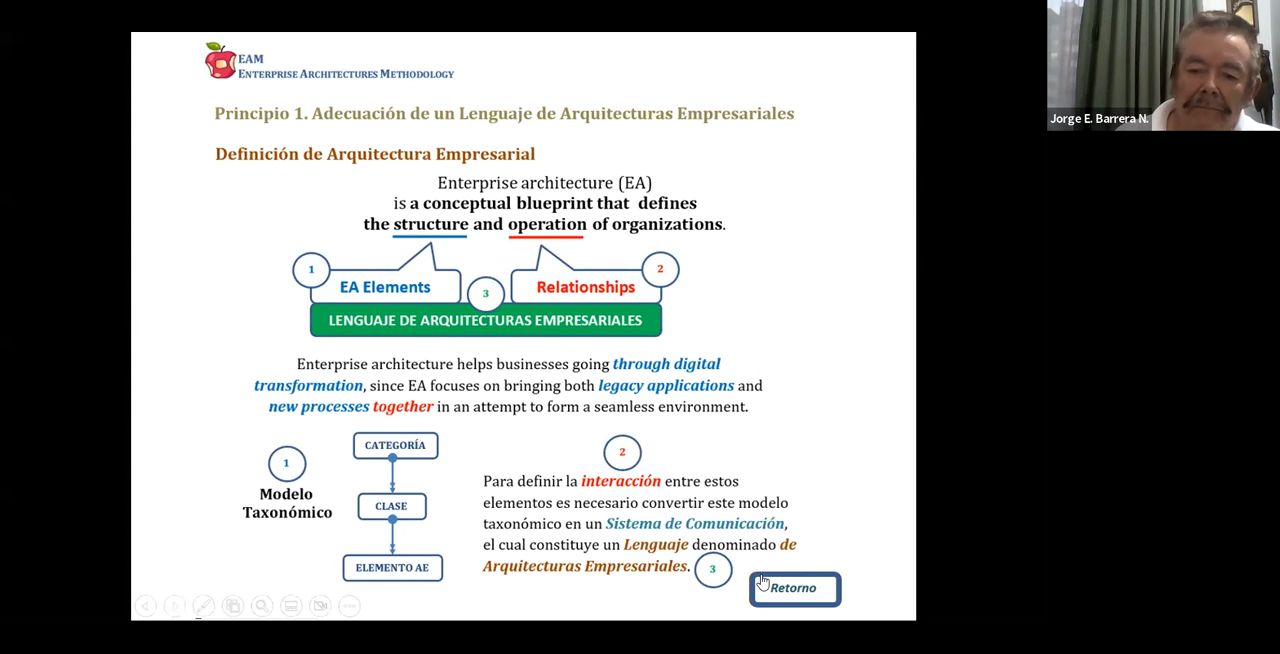 EAM
ENTERPRISE ARCHITECTURES METHODOLOGY
Jorge E. Barrera N.
Principio 1. Adecuación de un Lenguaje de Arquitecturas Empresariales
Definición de Arquitectura Empresarial
Enterprise architecture (EA)
is a conceptual blueprint that defines
the structure and operation of organizations.
1
2
EA Elements
3
Relationships
LENGUAJE DE ARQUITECTURAS EMPRESARIALES
Enterprise architecture helps businesses going through digital
transformation, since EA focuses on bringing both legacy applications and
new processes together in an attempt to form a seamless environment.
1
Modelo
Taxonómico
CATEGORÍA
CLASE
ELEMENTO AE
2
Para definir la interacción entre estos
elementos es necesario convertir este modelo
taxonómico en un Sistema de Comunicación,
el cual constituye un Lenguaje denominado de
Arquitecturas Empresariales.
3
Retorno